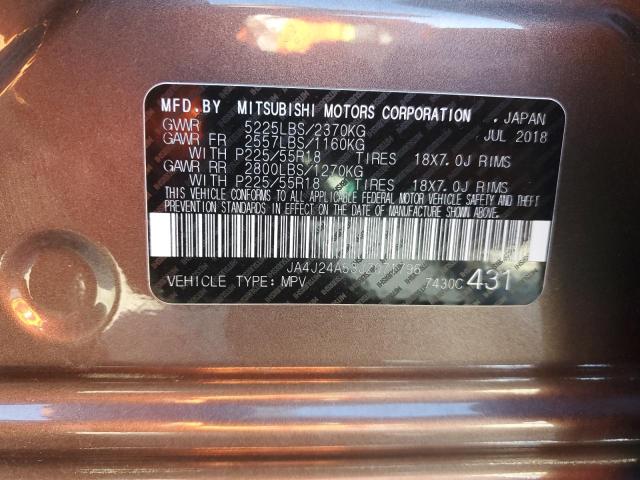 MFD.BY MITSUBISHI MOTORS CORPORATION . JAPAN
GVWR 5225LBS/2370KG JUL 2018
GAWR FR 2557LBS/1160KG
WITH P225/55R18 TIRES 18X7.0J RIMS
GAWR RR 2800LBS/1270KG
WITH P225/55R18 TIRES 18X7.0J RIMS
THIS VEHICLE CONFORMS TO ALL APPLICABLE FEDERAL MOTOR VEHICLE SAFETY AND THEFT
PREVENTION STANDARDS IN EFFECT ON THE DATE OF MANUFACTURE SHOWN ABOVE.
VEHICLE TYPE: MPV 7430C 431